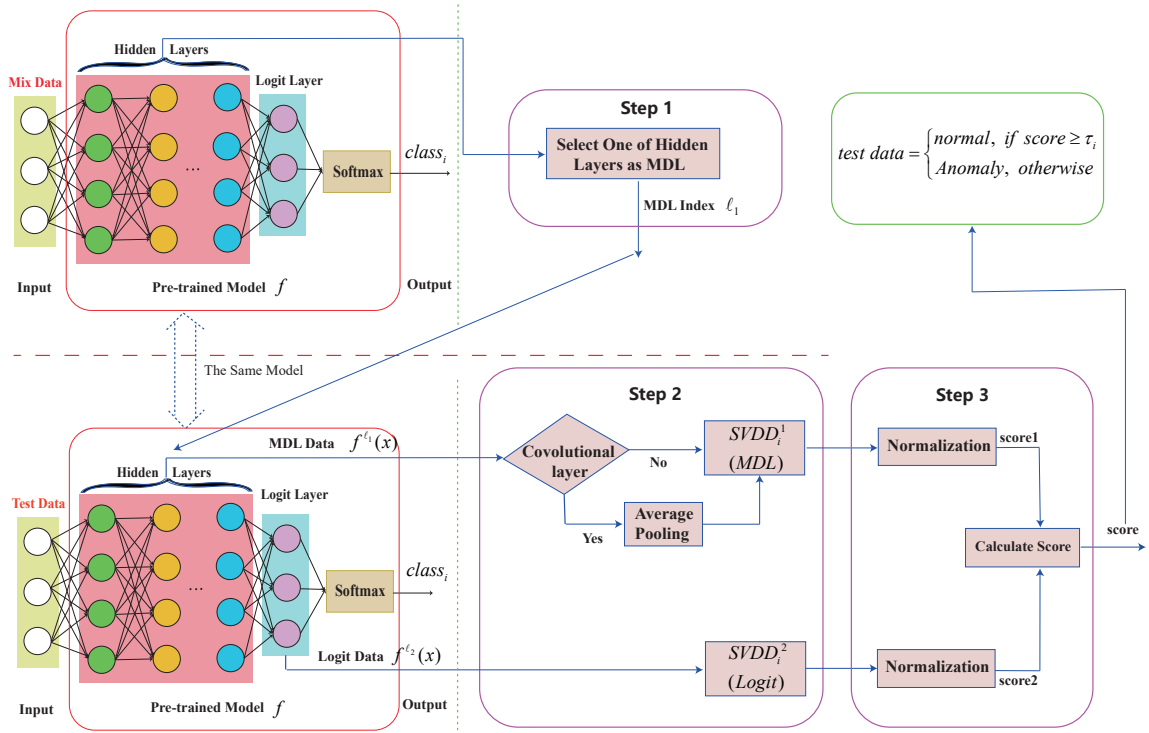 Hidden Layers
Mix Data
Logit Layer
...
Softmax
class_i
Input
Pre-trained Model f
Output
Step 1
Select One of Hidden
Layers as MDL
MDL Index ℓ_1
test data = { normal, if score ≥ τ_i
Anomaly, otherwise
The Same Model
MDL Data f^{ℓ_1}(x)
Hidden Layers
Test Data
Logit Layer
...
Softmax
class_i
Logit Data f^{ℓ_2}(x)
Input
Pre-trained Model f
Output
Step 2
Covolutional
layer
No
Yes
Average
Pooling
SVDD_i^1
(MDL)
SVDD_i^2
(Logit)
Step 3
Normalization
score1
Calculate Score
score
Normalization
score2